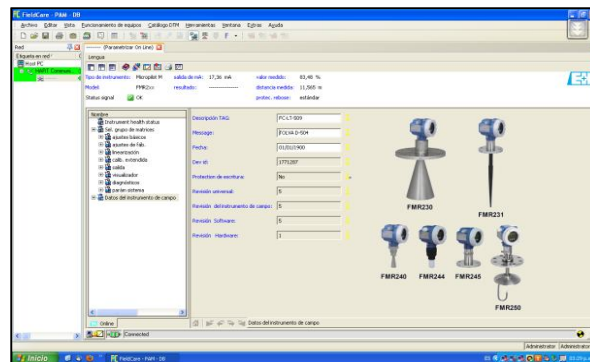 FieldCare - PAM - DB
Archivo Editar Vista Funcionamiento de equipos Catálogo DTM Herramientas Ventana Extras Ayuda
Red
(Parametrizar On Line)
Etiqueta en red
Lengua
Host PC
HART Commun...
Tipo de instrumento: Micropilot M salida de mA: 17,36 mA valor medido: 83,48 %
Model: FMR2xx resultado: distancia medida: 11,565 m
Status signal OK protec. rebose: estándar
Nombre
Instrument health status
Sel. grupo de matrices
ajustes básicos
ajustes de fáb.
linearización
calib. extendida
salida
visualizador
diagnósticos
parám sistema
Datos del instrumento de campo
Descripción TAG: FC-LT-509
Message: TOLVA D-504
Fecha: 01/01/1900
Dev id: 1771207
Protection de escritura: No
Revisión universal: 5
Revisión del instrumento de campo: 5
Revisión Software: 5
Revisión Hardware: 1
FMR230
FMR231
FMR240 FMR244 FMR245
FMR250
Online
Datos del instrumento de campo
Connected
Administrator Administrator
Inicio
FieldCare - PAM - DB
ES